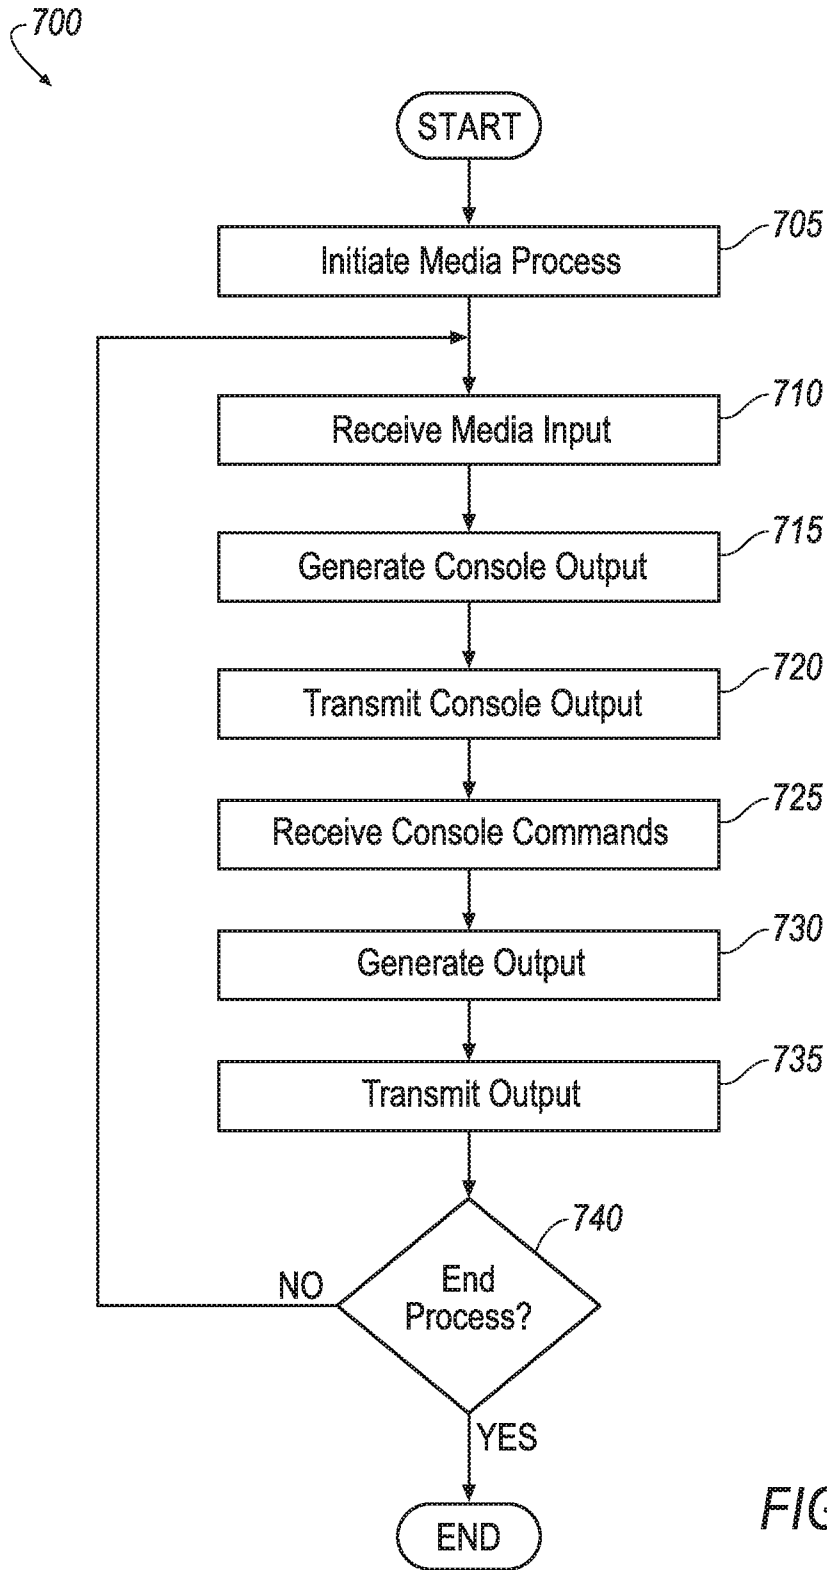 700
START
705
Initiate Media Process
710
Receive Media Input
715
Generate Console Output
720
Transmit Console Output
725
Receive Console Commands
730
Generate Output
735
Transmit Output
740
End
Process?
NO
YES
END
FIG